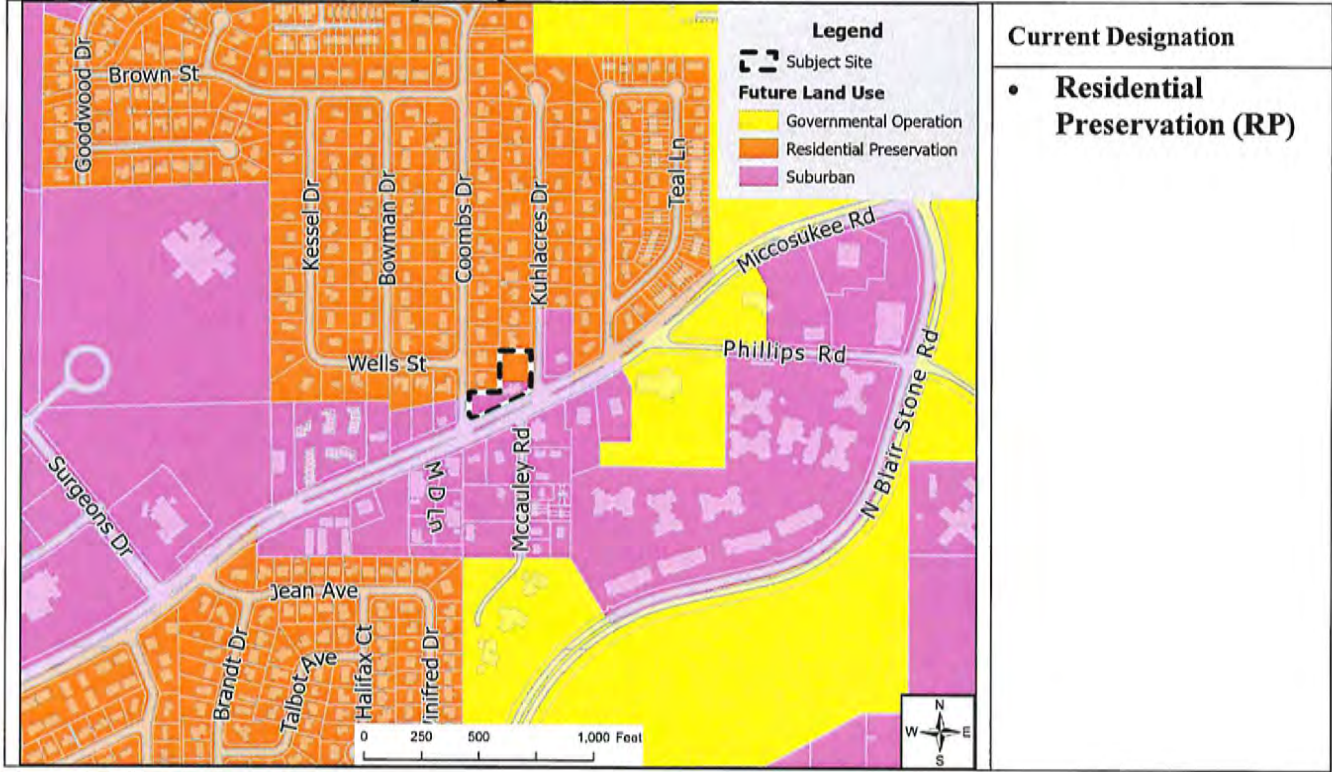 Legend
Subject Site
Future Land Use
Governmental Operation
Residential Preservation
Suburban
Current Designation
• Residential
Preservation (RP)
Goodwood Dr
Brown St
Kessel Dr
Bowman Dr
Coombs Dr
Kuhlacres Dr
Teal Ln
Miccosukee Rd
Phillips Rd
N Blair Stone Rd
Wells St
M D Ln
Mccauley Rd
Surgeons Dr
Jean Ave
Brandt Dr
Talbot Ave
Halifax Ct
Vinifred Dr
0 250 500 1,000 Feet
N
W E
S